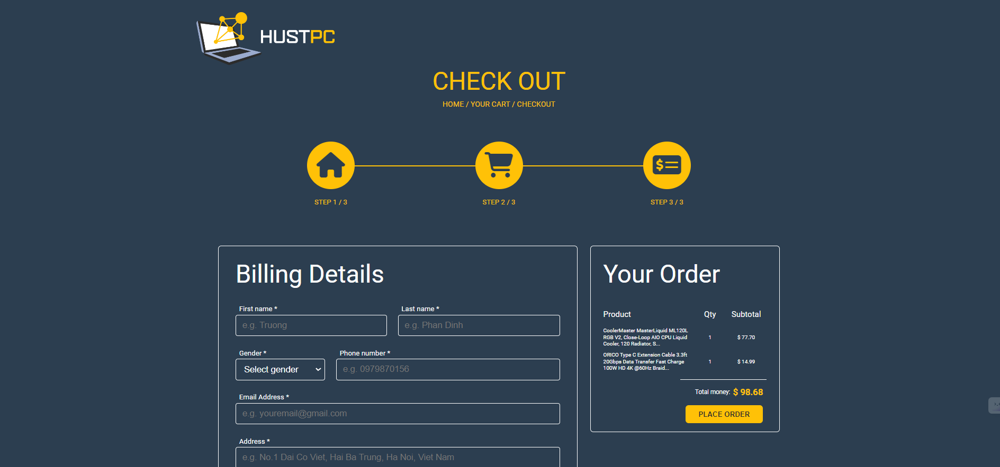 HUSTPC
CHECK OUT
HOME / YOUR CART / CHECKOUT
STEP 1 / 3
STEP 2 / 3
STEP 3 / 3
Billing Details
First name *
Last name *
e.g. Truong
e.g. Phan Dinh
Gender *
Phone number *
Select gender
e.g. 0979870156
Email Address *
e.g. youremail@gmail.com
Address *
e.g. No.1 Dai Co Viet, Hai Ba Trung, Ha Noi, Viet Nam
Your Order
Product Qty Subtotal
CoolerMaster MasterLiquid ML120L
RGB V2, Close-Loop AIO CPU Liquid
Cooler, 120 Radiator, S...
1
$ 77.70
ORICO Type C Extension Cable 3.3ft
20Gbps Data Transfer Fast Charge
100W HD 4K @60Hz Braid...
1
$ 14.99
Total money: $ 98.68
PLACE ORDER